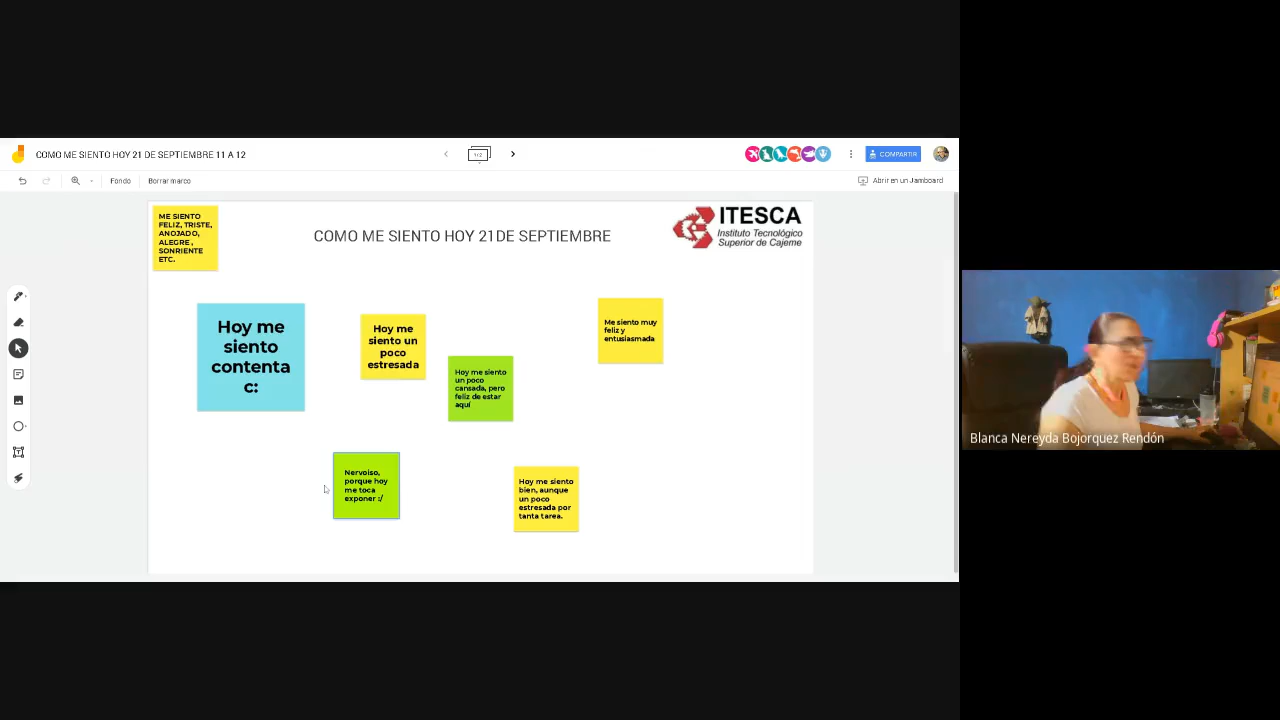 COMO ME SIENTO HOY 21 DE SEPTIEMBRE 11 A 12
1/2
COMPARTIR
Fondo
Borrar marco
Abrir en un Jamboard
ME SIENTO
FELIZ, TRISTE,
ANOJADO,
ALEGRE ,
SONRIENTE
ETC.
COMO ME SIENTO HOY 21DE SEPTIEMBRE
ITESCA
Instituto Tecnológico
Superior de Cajeme
Hoy me
siento
contenta
c:
Hoy me
siento un
poco
estresada
Hoy me siento
un poco
cansada, pero
feliz de estar
aquí
Me siento muy
feliz y
entusiasmada
Nervoiso,
porque hoy
me toca
exponer :/
Hoy me siento
bien, aunque
un poco
estresada por
tanta tarea.
Blanca Nereyda Bojorquez Rendón